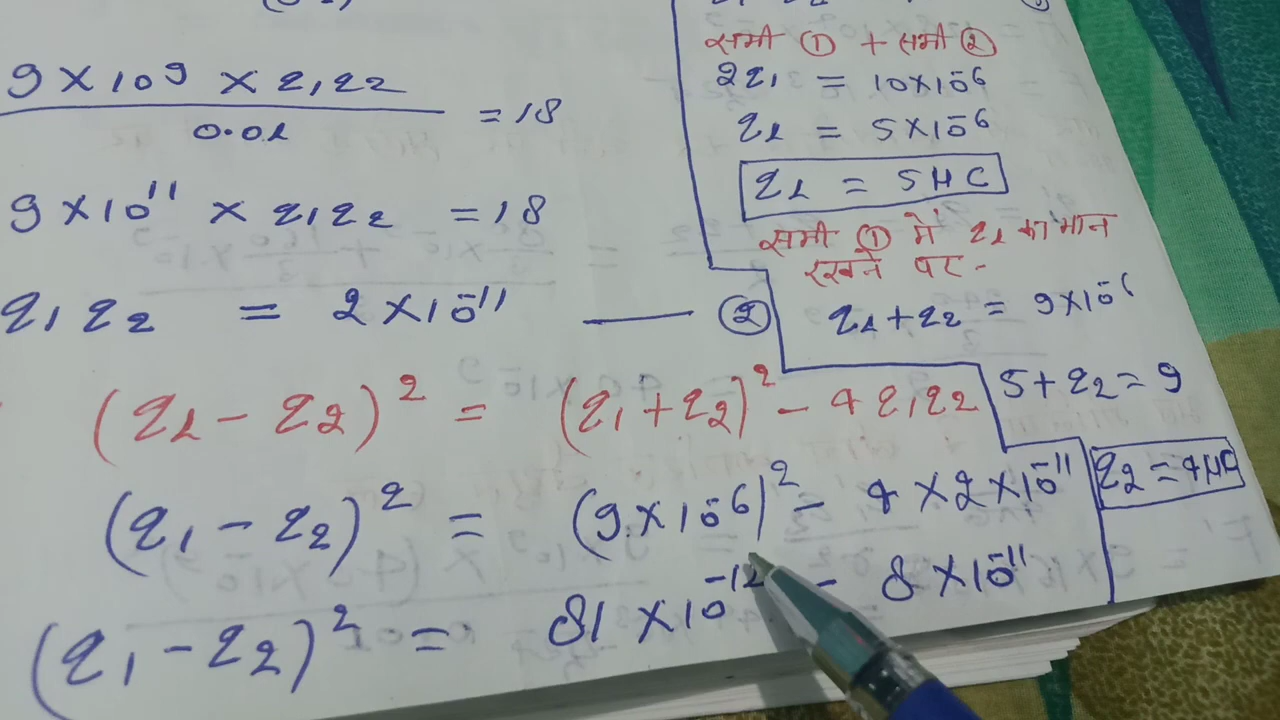 9 × 10⁹ × q₁q₂
0.01
= 18
9 × 10¹¹ × q₁q₂ = 18
q₁q₂ = 2 × 10⁻¹¹ —— ②
(q₁ − q₂)² = (q₁ + q₂)² − 4q₁q₂
(q₁ − q₂)² = (9 × 10⁻⁶)² − 4 × 2 × 10⁻¹¹
(q₁ − q₂)² = 81 × 10⁻¹² − 8 × 10⁻¹¹
समी ① + समी ②
2q₁ = 10 × 10⁻⁶
q₁ = 5 × 10⁻⁶
q₁ = 5μC
समी ① में q₁ का मान
रखने पर -
q₁ + q₂ = 9 × 10⁻⁶
5 + q₂ = 9
q₂ = 4μC